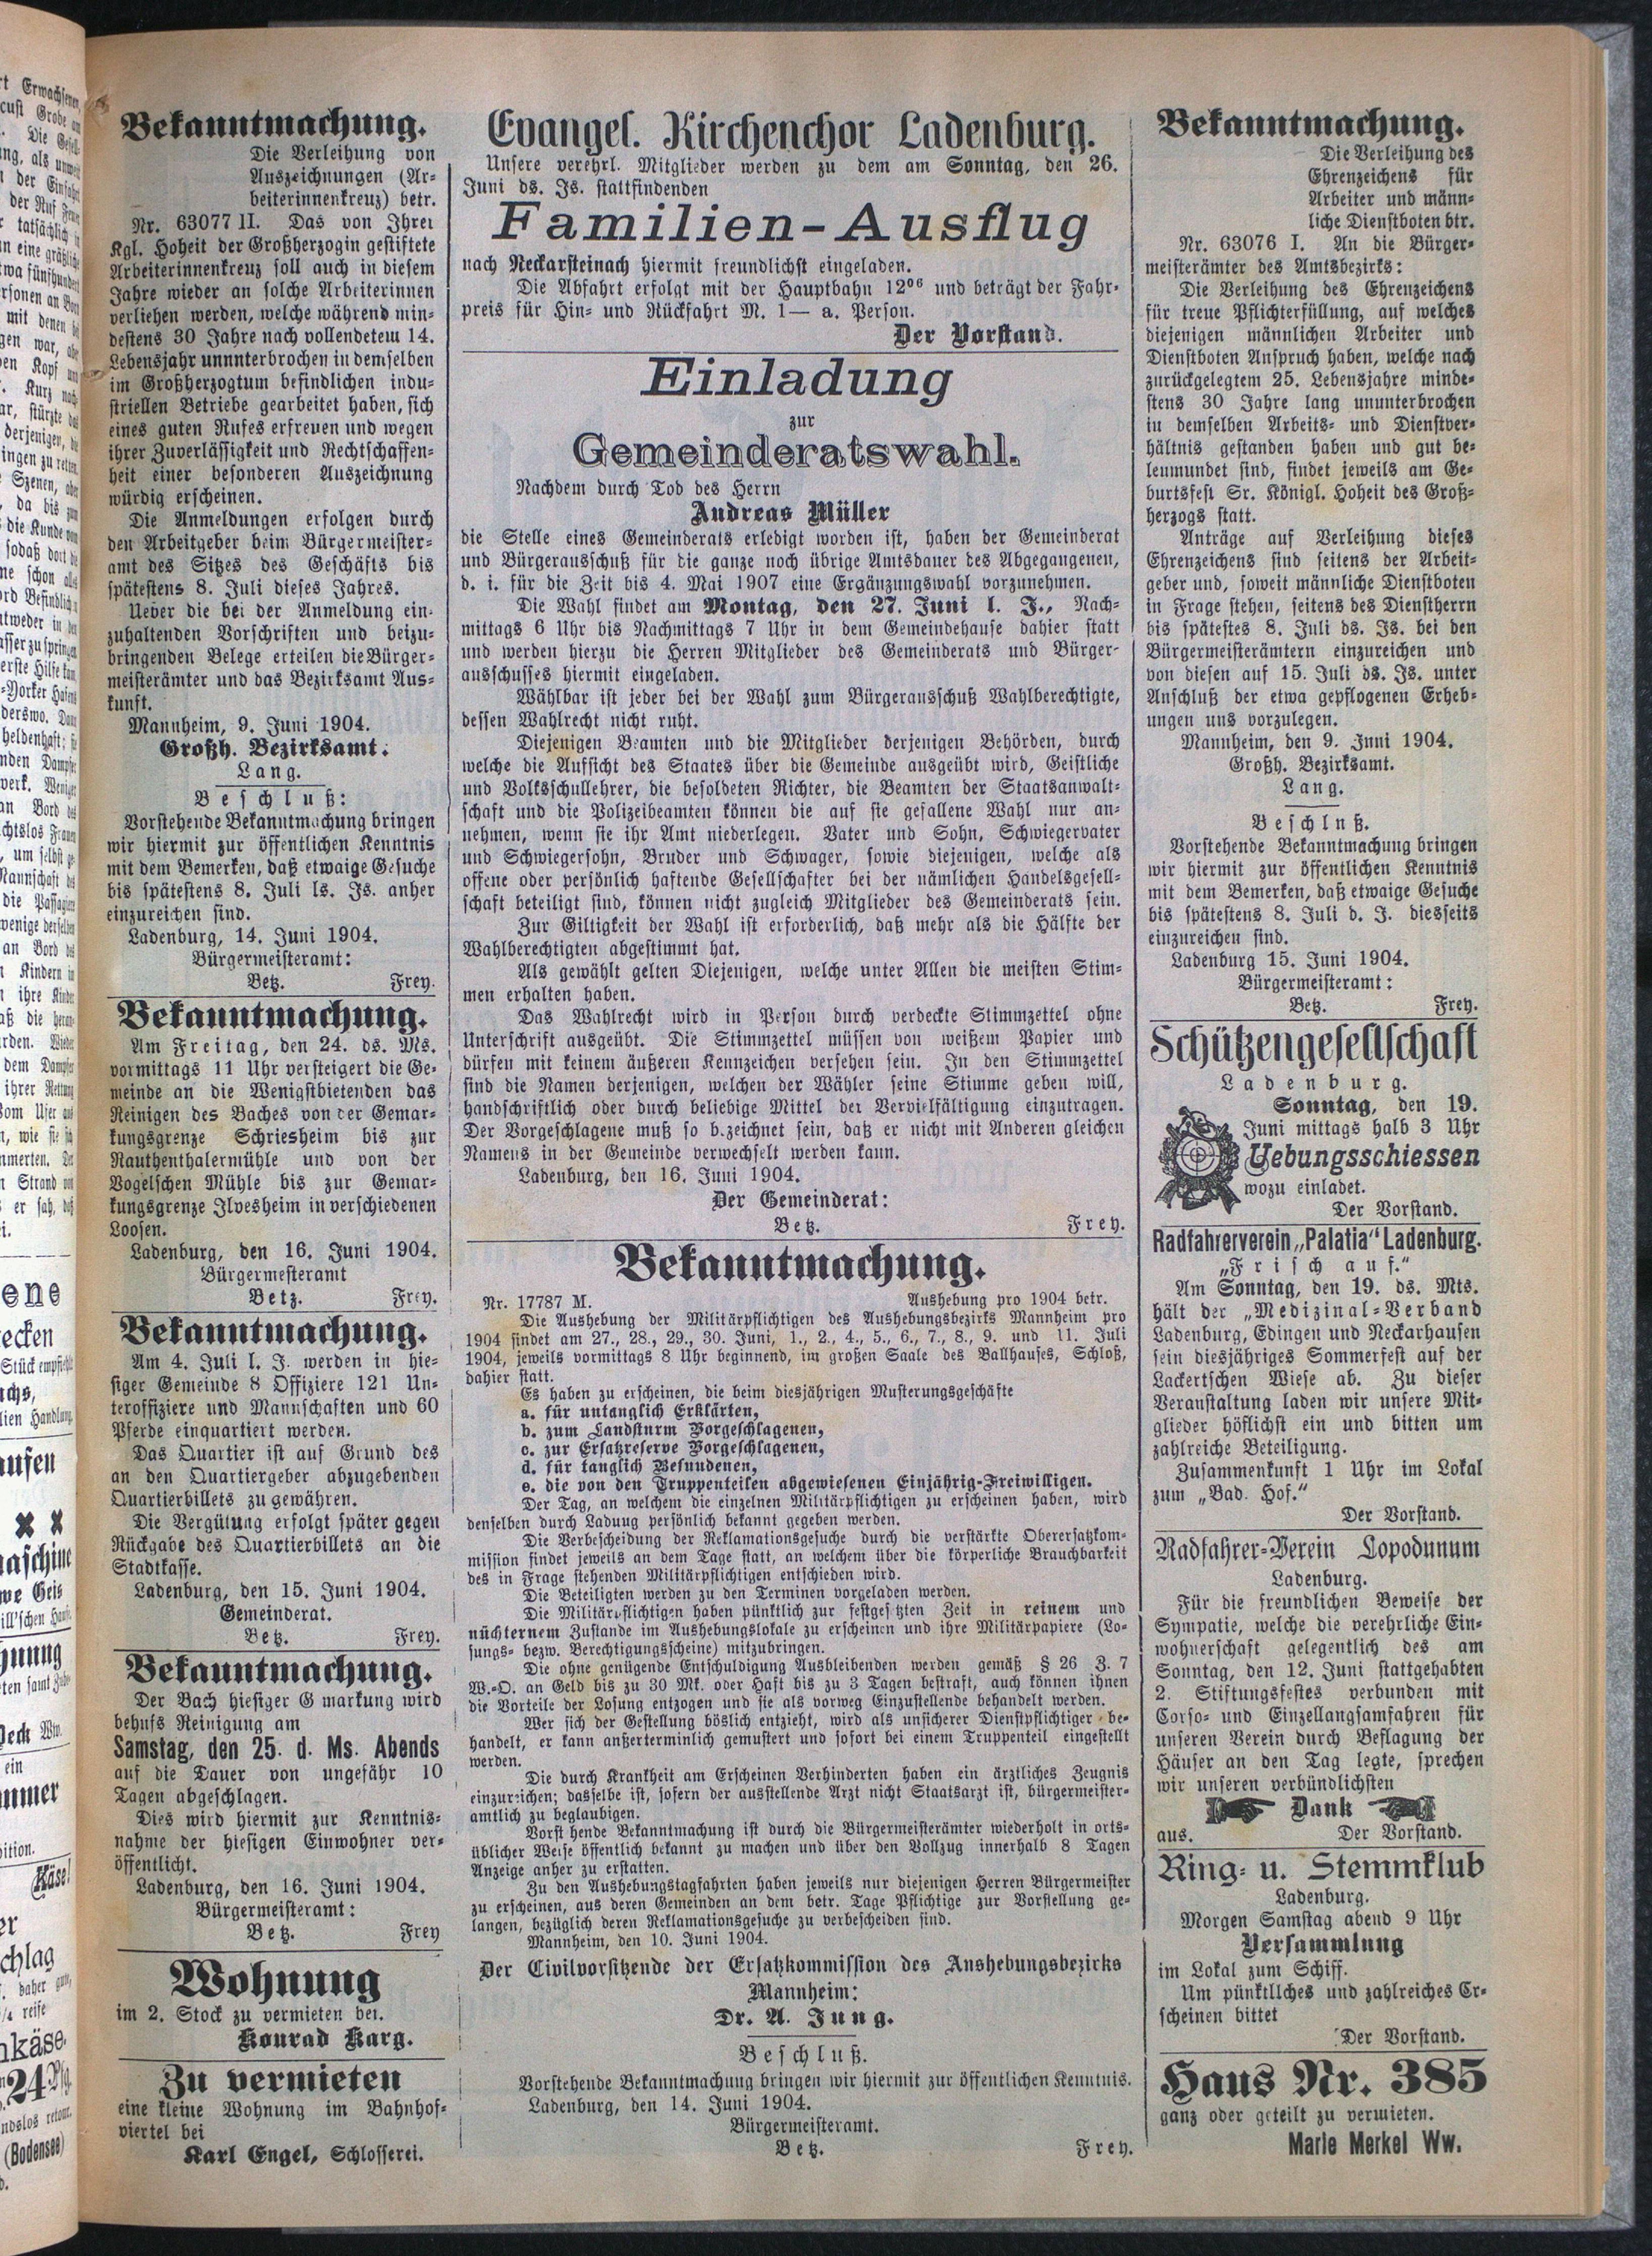 Bekanntmachung.
Die Verleihung von
Auszeichnungen (Ar-
beiterinnenkreuz) betr.
Nr. 63077 II. Das von Ihrer
Kgl. Hoheit der Großherzogin gestiftete
Arbeiterinnenkreuz soll auch in diesem
Jahre wieder an solche Arbeiterinnen
verliehen werden, welche während min-
destens 30 Jahre nach vollendetem 14.
Lebensjahr unnnterbrochen in demselben
im Großherzogtum befindlichen indu-
striellen Betriebe gearbeitet haben, sich
eines guten Rufes erfreuen und wegen
ihrer Zuverlässigkeit und Rechtschaffen-
heit einer besonderen Auszeichnung
würdig erscheinen.
Die Anmeldungen erfolgen durch
den Arbeitgeber beim Bürgermeister-
amt des Sitzes des Geschäfts bis
spätestens 8. Juli dieses Jahres.
Ueber die bei der Anmeldung ein-
zuhaltenden Vorschriften und beizu-
bringenden Belege erteilen die Bürger-
meisterämter und das Bezirksamt Aus-
kunft.
Mannheim, 9. Juni 1904.
Großh. Bezirksamt.
Lang.
Beschluß:
Vorstehende Bekanntmachung bringen
wir hiermit zur öffentlichen Kenntnis
mit dem Bemerken, daß etwaige Gesuche
bis spätestens 8. Juli ls. Js. anher
einzureichen sind.
Ladenburg, 14. Juni 1904.
Bürgermeisteramt:
Betz. Frey.
Bekanntmachung.
Am Freitag, den 24. ds. Ms.
vormittags 11 Uhr versteigert die Ge-
meinde an die Wenigstbietenden das
Reinigen des Baches von der Gemar-
kungsgrenze Schriesheim bis zur
Nauthenthalermühle und von der
Vogelschen Mühle bis zur Gemar-
kungsgrenze Ilvesheim in verschiedenen
Loosen.
Ladenburg, den 16. Juni 1904.
Bürgermesteramt
Betz. Frey.
Bekanntmachung.
Am 4. Juli l. J. werden in hie-
siger Gemeinde 8 Offiziere 121 Un-
teroffiziere und Mannschaften und 60
Pferde einquartiert werden.
Das Quartier ist auf Grund des
an den Quartiergeber abzugebenden
Quartierbillets zu gewähren.
Die Vergütung erfolgt später gegen
Rückgabe des Quartierbillets an die
Stadtkasse.
Ladenburg, den 15. Juni 1904.
Gemeinderat.
Betz. Frey.
Bekanntmachung.
Der Bach hiesiger G markung wird
behufs Reinigung am
Samstag, den 25. d. Ms. Abends
auf die Dauer von ungefähr 10
Tagen abgeschlagen.
Dies wird hiermit zur Kenntnis-
nahme der hiesigen Einwohner ver-
öffentlicht.
Ladenburg, den 16. Juni 1904.
Bürgermeisteramt:
Betz. Frey
Wohnung
im 2. Stock zu vermieten bei.
Konrad Karg.
Zu vermieten
eine kleine Wohnung im Bahnhof-
viertel bei
Karl Engel, Schlosserei.
Evangel. Kirchenchor Ladenburg.
Unsere verehrl. Mitglieder werden zu dem am Sonntag, den 26.
Juni ds. Js. stattfindenden
Familien-Ausflug
nach Neckarsteinach hiermit freundlichst eingeladen.
Die Abfahrt erfolgt mit der Hauptbahn 12⁰⁶ und beträgt der Fahr-
preis für Hin- und Rückfahrt M. 1— a. Person.
Der Vorstand.
Einladung
zur
Gemeinderatswahl.
Nachdem durch Tod des Herrn
Andreas Müller
die Stelle eines Gemeinderats erledigt worden ist, haben der Gemeinderat
und Bürgerausschuß für die ganze noch übrige Amtsdauer des Abgegangenen,
d. i. für die Zeit bis 4. Mai 1907 eine Ergänzungswahl vorzunehmen.
Die Wahl findet am Montag, den 27. Juni l. J., Nach-
mittags 6 Uhr bis Nachmittags 7 Uhr in dem Gemeindehause dahier statt
und werden hierzu die Herren Mitglieder des Gemeinderats und Bürger-
ausschusses hiermit eingeladen.
Wählbar ist jeder bei der Wahl zum Bürgerausschuß Wahlberechtigte,
dessen Wahlrecht nicht ruht.
Diejenigen Beamten und die Mitglieder derjenigen Behörden, durch
welche die Aufsicht des Staates über die Gemeinde ausgeübt wird, Geistliche
und Volksschullehrer, die besoldeten Richter, die Beamten der Staatsanwalt-
schaft und die Polizeibeamten können die auf sie gefallene Wahl nur an-
nehmen, wenn sie ihr Amt niederlegen. Vater und Sohn, Schwiegervater
und Schwiegersohn, Bruder und Schwager, sowie diejenigen, welche als
offene oder persönlich haftende Gesellschafter bei der nämlichen Handelsgesell-
schaft beteiligt sind, können nicht zugleich Mitglieder des Gemeinderats sein.
Zur Giltigkeit der Wahl ist erforderlich, daß mehr als die Hälfte der
Wahlberechtigten abgestimmt hat.
Als gewählt gelten Diejenigen, welche unter Allen die meisten Stim-
men erhalten haben.
Das Wahlrecht wird in Person durch verdeckte Stimmzettel ohne
Unterschrift ausgeübt. Die Stimmzettel müssen von weißem Papier und
dürfen mit keinem äußeren Kennzeichen versehen sein. In den Stimmzettel
sind die Namen derjenigen, welchen der Wähler seine Stimme geben will,
handschriftlich oder durch beliebige Mittel der Vervielfältigung einzutragen.
Der Vorgeschlagene muß so b.zeichnet sein, daß er nicht mit Anderen gleichen
Namens in der Gemeinde verwechselt werden kann.
Ladenburg, den 16. Juni 1904.
Der Gemeinderat:
Betz. Frey.
Bekanntmachung.
Nr. 17787 M. Aushebung pro 1904 betr.
Die Aushebung der Militärpflichtigen des Aushebungsbezirks Mannheim pro
1904 findet am 27., 28., 29., 30. Juni, 1., 2., 4., 5., 6., 7., 8., 9. und 11. Juli
1904, jeweils vormittags 8 Uhr beginnend, im großen Saale des Ballhauses, Schloß,
dahier statt.
Es haben zu erscheinen, die beim diesjährigen Musterungsgeschäfte
a. für untauglich Erklärten,
b. zum Landsturm Vorgeschlagenen,
c. zur Ersatzreserve Vorgeschlagenen,
d. für tauglich Befundenen,
e. die von den Truppenteilen abgewiesenen Einjährig-Freiwilligen.
Der Tag, an welchem die einzelnen Militärpflichtigen zu erscheinen haben, wird
denselben durch Ladung persönlich bekannt gegeben werden.
Die Verbescheidung der Reklamationsgesuche durch die verstärkte Oberersatzkom-
mission findet jeweils an dem Tage statt, an welchem über die körperliche Brauchbarkeit
des in Frage stehenden Militärpflichtigen entschieden wird.
Die Beteiligten werden zu den Terminen vorgeladen werden.
Die Militärpflichtigen haben pünktlich zur festgesetzten Zeit in reinem und
nüchternem Zustande im Aushebungslokale zu erscheinen und ihre Militärpapiere (Lo-
sungs- bezw. Berechtigungsscheine) mitzubringen.
Die ohne genügende Entschuldigung Ausbleibenden werden gemäß § 26 Z. 7
W.-O. an Geld bis zu 30 Mk. oder Haft bis zu 3 Tagen bestraft, auch können ihnen
die Vorteile der Losung entzogen und sie als vorweg Einzustellende behandelt werden.
Wer sich der Gestellung böslich entzieht, wird als unsicherer Dienstpflichtiger be-
handelt, er kann außerterminlich gemustert und sofort bei einem Truppenteil eingestellt
werden.
Die durch Krankheit am Erscheinen Verhinderten haben ein ärztliches Zeugnis
einzureichen; dasselbe ist, sofern der ausstellende Arzt nicht Staatsarzt ist, bürgermeister-
amtlich zu beglaubigen.
Vorst hende Bekanntmachung ist durch die Bürgermeisterämter wiederholt in orts-
üblicher Weise öffentlich bekannt zu machen und über den Vollzug innerhalb 8 Tagen
Anzeige anher zu erstatten.
Zu den Aushebungstagfahrten haben jeweils nur diejenigen Herren Bürgermeister
zu erscheinen, aus deren Gemeinden an dem betr. Tage Pflichtige zur Vorstellung ge-
langen, bezüglich deren Reklamationsgesuche zu verbescheiden sind.
Mannheim, den 10. Juni 1904.
Der Civilvorsitzende der Ersatzkommission des Aushebungsbezirks
Mannheim:
Dr. A. Jung.
Beschluß.
Vorstehende Bekanntmachung bringen wir hiermit zur öffentlichen Kenntnis.
Ladenburg, den 14. Juni 1904.
Bürgermeisteramt.
Betz. Frey.
Bekanntmachung.
Die Verleihung des
Ehrenzeichens für
Arbeiter und männ-
liche Dienstboten btr.
Nr. 63076 I. An die Bürger-
meisterämter des Amtsbezirks:
Die Verleihung des Ehrenzeichens
für treue Pflichterfüllung, auf welches
diejenigen männlichen Arbeiter und
Dienstboten Anspruch haben, welche nach
zurückgelegtem 25. Lebensjahre minde-
stens 30 Jahre lang ununterbrochen
in demselben Arbeits- und Dienstver-
hältnis gestanden haben und gut be-
leumundet sind, findet jeweils am Ge-
burtsfest Sr. Königl. Hoheit des Groß-
herzogs statt.
Anträge auf Verleihung dieses
Ehrenzeichens sind seitens der Arbeit-
geber und, soweit männliche Dienstboten
in Frage stehen, seitens des Dienstherrn
bis spätestes 8. Juli ds. Js. bei den
Bürgermeisterämtern einzureichen und
von diesen auf 15. Juli ds. Js. unter
Anschluß der etwa gepflogenen Erheb-
ungen uns vorzulegen.
Mannheim, den 9. Juni 1904.
Großh. Bezirksamt.
Lang.
Beschlnß.
Vorstehende Bekanntmachung bringen
wir hiermit zur öffentlichen Kenntnis
mit dem Bemerken, daß etwaige Gesuche
bis spätestens 8. Juli d. J. diesseits
einzureichen sind.
Ladenburg 15. Juni 1904.
Bürgermeisteramt:
Betz. Frey.
Schützengesellschaft
Ladenburg.
Sonntag, den 19.
Juni mittags halb 3 Uhr
Uebungsschiessen
wozu einladet.
Der Vorstand.
Radfahrerverein „Palatia“ Ladenburg.
„Frisch auf.“
Am Sonntag, den 19. ds. Mts.
hält der „Medizinal-Verband
Ladenburg, Edingen und Neckarhausen
sein diesjähriges Sommerfest auf der
Lackertschen Wiese ab. Zu dieser
Veranstaltung laden wir unsere Mit-
glieder höflichst ein und bitten um
zahlreiche Beteiligung.
Zusammenkunft 1 Uhr im Lokal
zum „Bad. Hof.“
Der Vorstand.
Radfahrer-Verein Lopodunum
Ladenburg.
Für die freundlichen Beweise der
Sympatie, welche die verehrliche Ein-
wohnerschaft gelegentlich des am
Sonntag, den 12. Juni stattgehabten
2. Stiftungsfestes verbunden mit
Corso- und Einzellangsamfahren für
unseren Verein durch Beflagung der
Häuser an den Tag legte, sprechen
wir unseren verbündlichsten
Dank
aus. Der Vorstand.
Ring- u. Stemmklub
Ladenburg.
Morgen Samstag abend 9 Uhr
Versammlung
im Lokal zum Schiff.
Um pünktliches und zahlreiches Er-
scheinen bittet
Der Vorstand.
Haus Nr. 385
ganz oder geteilt zu vermieten.
Marie Merkel Ww.